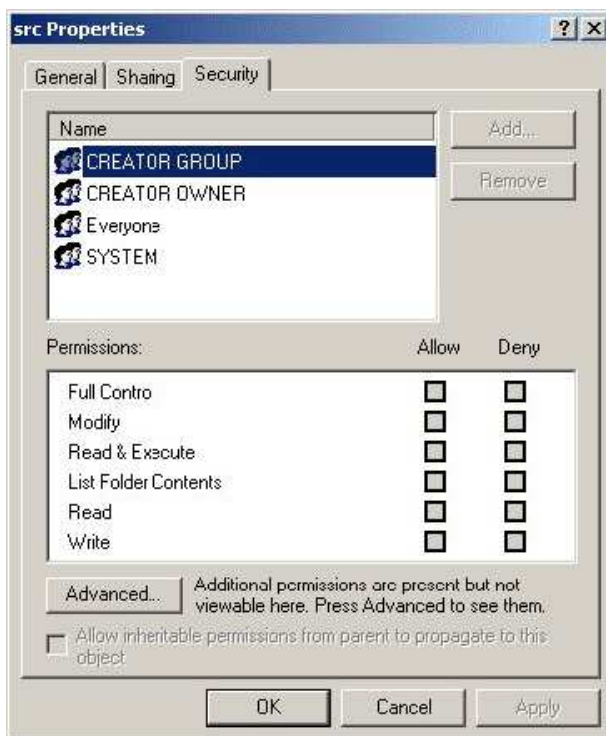 src Properties
? ×
General Sharing Security
Name
Add...
CREATOR GROUP
Remove
CREATOR OWNER
Everyone
SYSTEM
Permissions: Allow Deny
Full Contro
Modify
Read & Execute
List Folder Contents
Read
Write
Advanced... Additional permissions are present but not
viewable here. Press Advanced to see them.
Allow inheritable permissions from parent to propagate to this
object
OK Cancel Apply